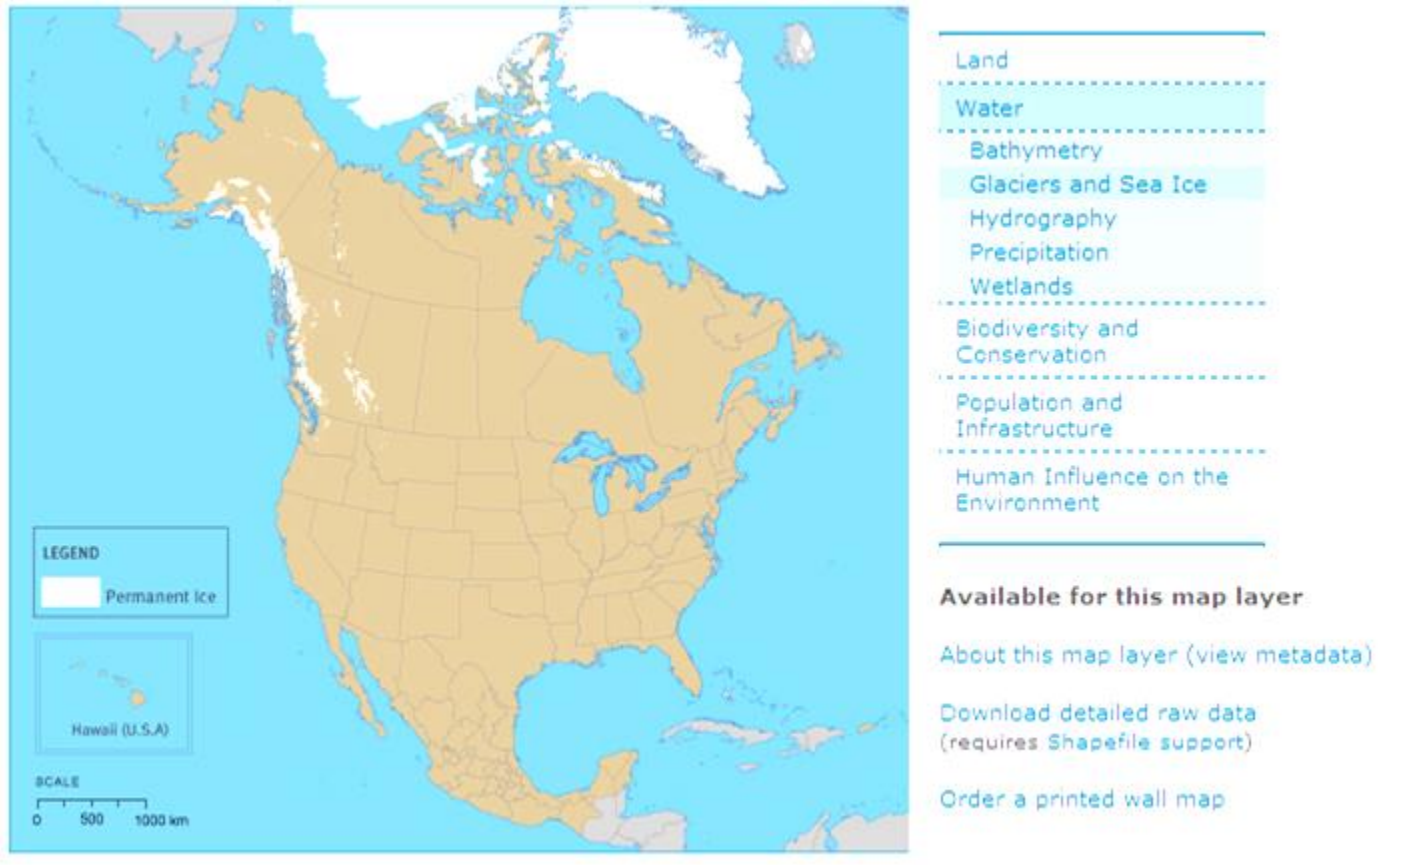 LEGEND
Permanent Ice
Hawaii (U.S.A)
SCALE
0 500 1000 km
Land
Water
Bathymetry
Glaciers and Sea Ice
Hydrography
Precipitation
Wetlands
Biodiversity and
Conservation
Population and
Infrastructure
Human Influence on the
Environment
Available for this map layer
About this map layer (view metadata)
Download detailed raw data
(requires Shapefile support)
Order a printed wall map